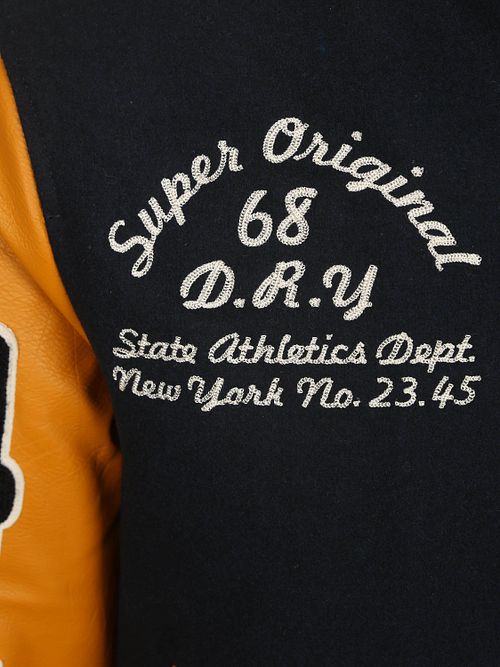 Super Original
68
D.R.Y
State Athletics Dept.
New York No. 23.45